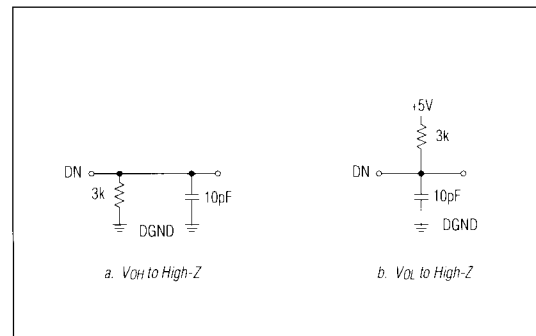 DN
3k
10pF
DGND
a. VOH to High-Z
+5V
3k
DN
10pF
DGND
b. VOL to High-Z